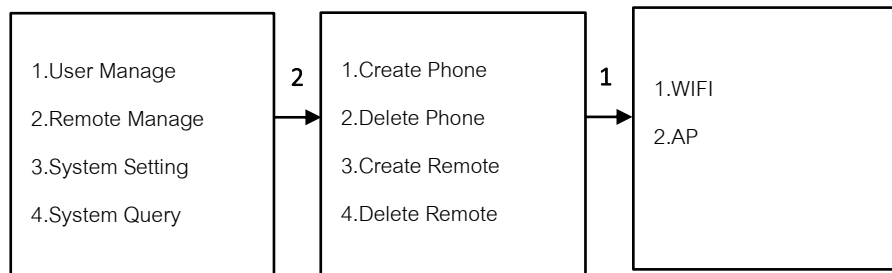 1.User Manage
2.Remote Manage
3.System Setting
4.System Query
2
1.Create Phone
2.Delete Phone
3.Create Remote
4.Delete Remote
1
1.WIFI
2.AP